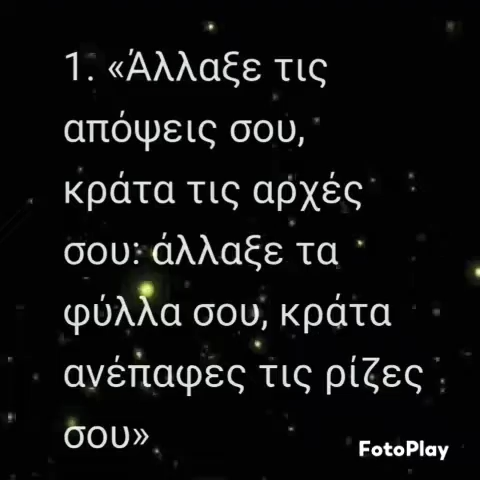 1. «Άλλαξε τις
απόψεις σου,
κράτα τις αρχές
σου: άλλαξε τα
φύλλα σου, κράτα
ανέπαφες τις ρίζες
σου»
FotoPlay